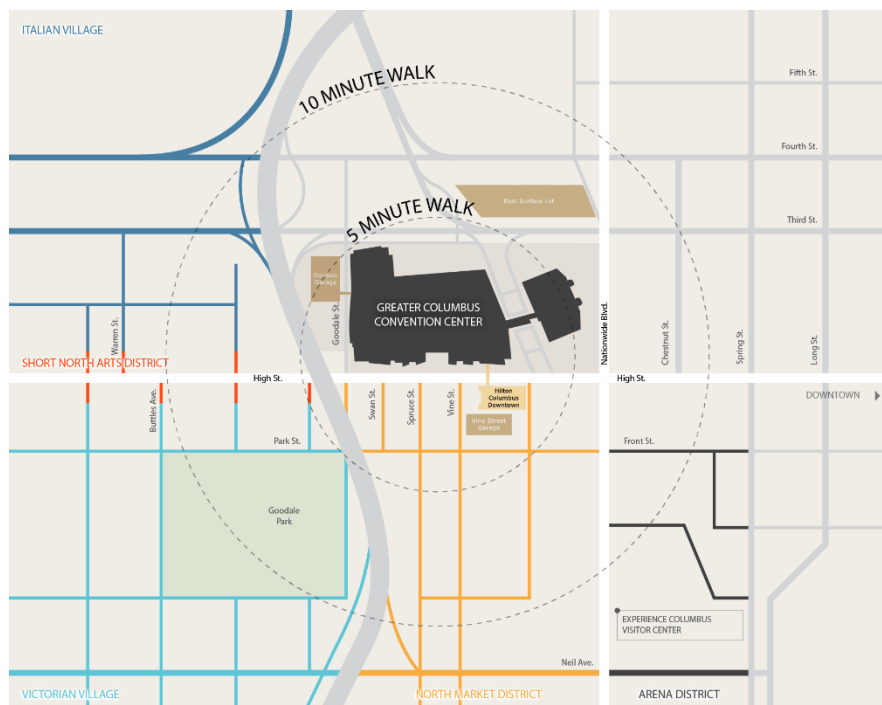 ITALIAN VILLAGE
10 MINUTE WALK
Fifth St.
Fourth St.
5 MINUTE WALK
East Surface Lot
Third St.
Goodale
Garage
GREATER COLUMBUS
CONVENTION CENTER
Goodale St.
Warren St.
Nationwide Blvd.
Chestnut St.
Spring St.
Long St.
SHORT NORTH ARTS DISTRICT
High St.
High St.
Buttles Ave.
Swan St.
Spruce St.
Vine St.
Hilton
Columbus
Downtown
DOWNTOWN
Vine Street
Garage
Park St.
Front St.
Goodale
Park
EXPERIENCE COLUMBUS
VISITOR CENTER
Neil Ave.
VICTORIAN VILLAGE
NORTH MARKET DISTRICT
ARENA DISTRICT